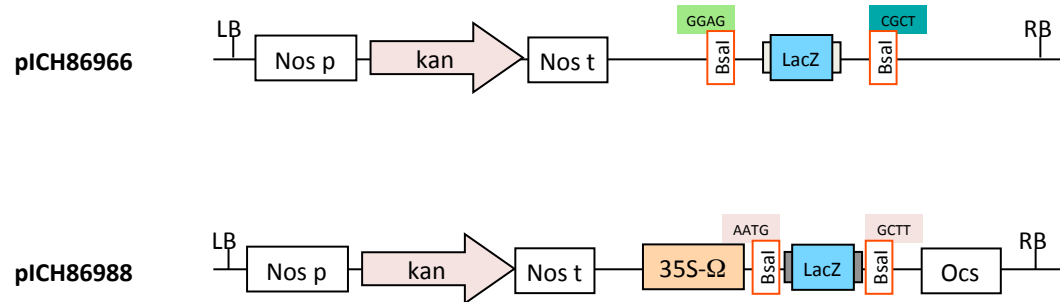 GGAG CGCT
LB RB
pICH86966 Nos p kan Nos t BsaI LacZ BsaI
AATG GCTT
LB RB
pICH86988 Nos p kan Nos t 35S-Ω BsaI LacZ BsaI Ocs